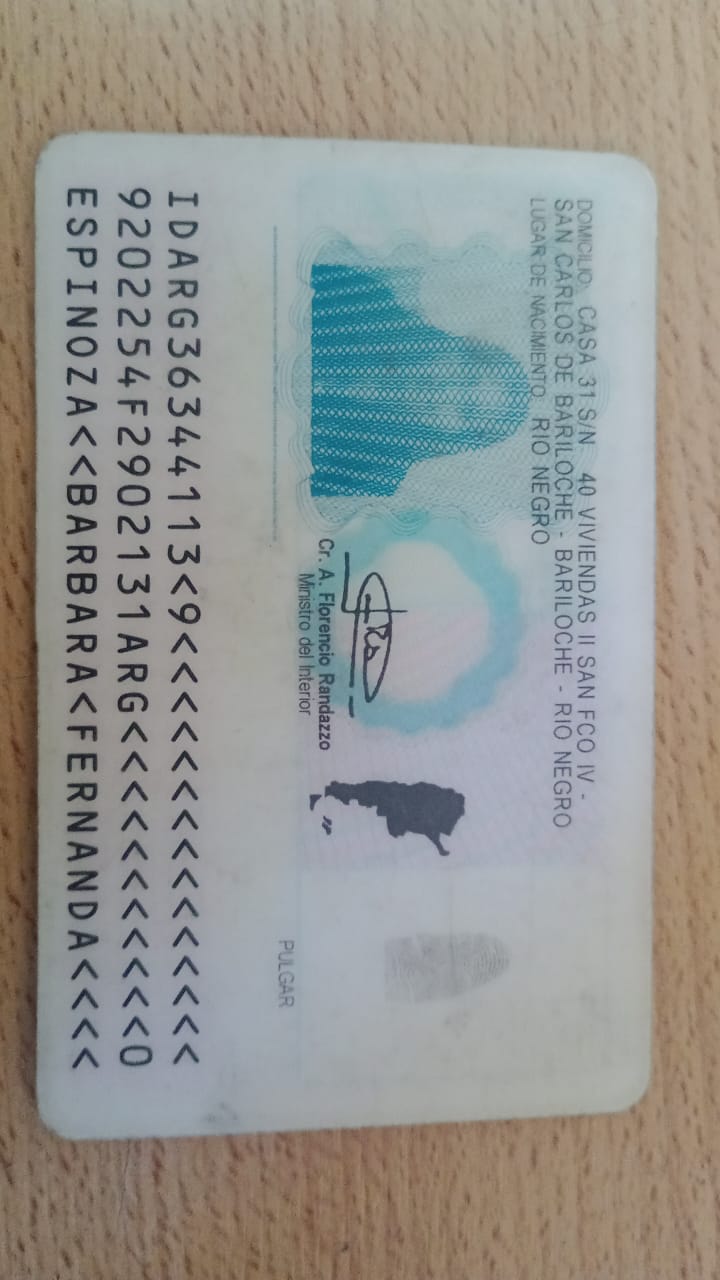 DOMICILIO: CASA 31 S/N 40 VIVIENDAS II SAN FCO IV -
SAN CARLOS DE BARILOCHE - BARILOCHE - RIO NEGRO
LUGAR DE NACIMIENTO: RIO NEGRO
Cr. A. Florencio Randazzo
Ministro del Interior
PULGAR
IDARG36344113<9<<<<<<<<<<<<<<<
9202254F2902131ARG<<<<<<<<<<<0
ESPINOZA<<BARBARA<FERNANDA<<<<